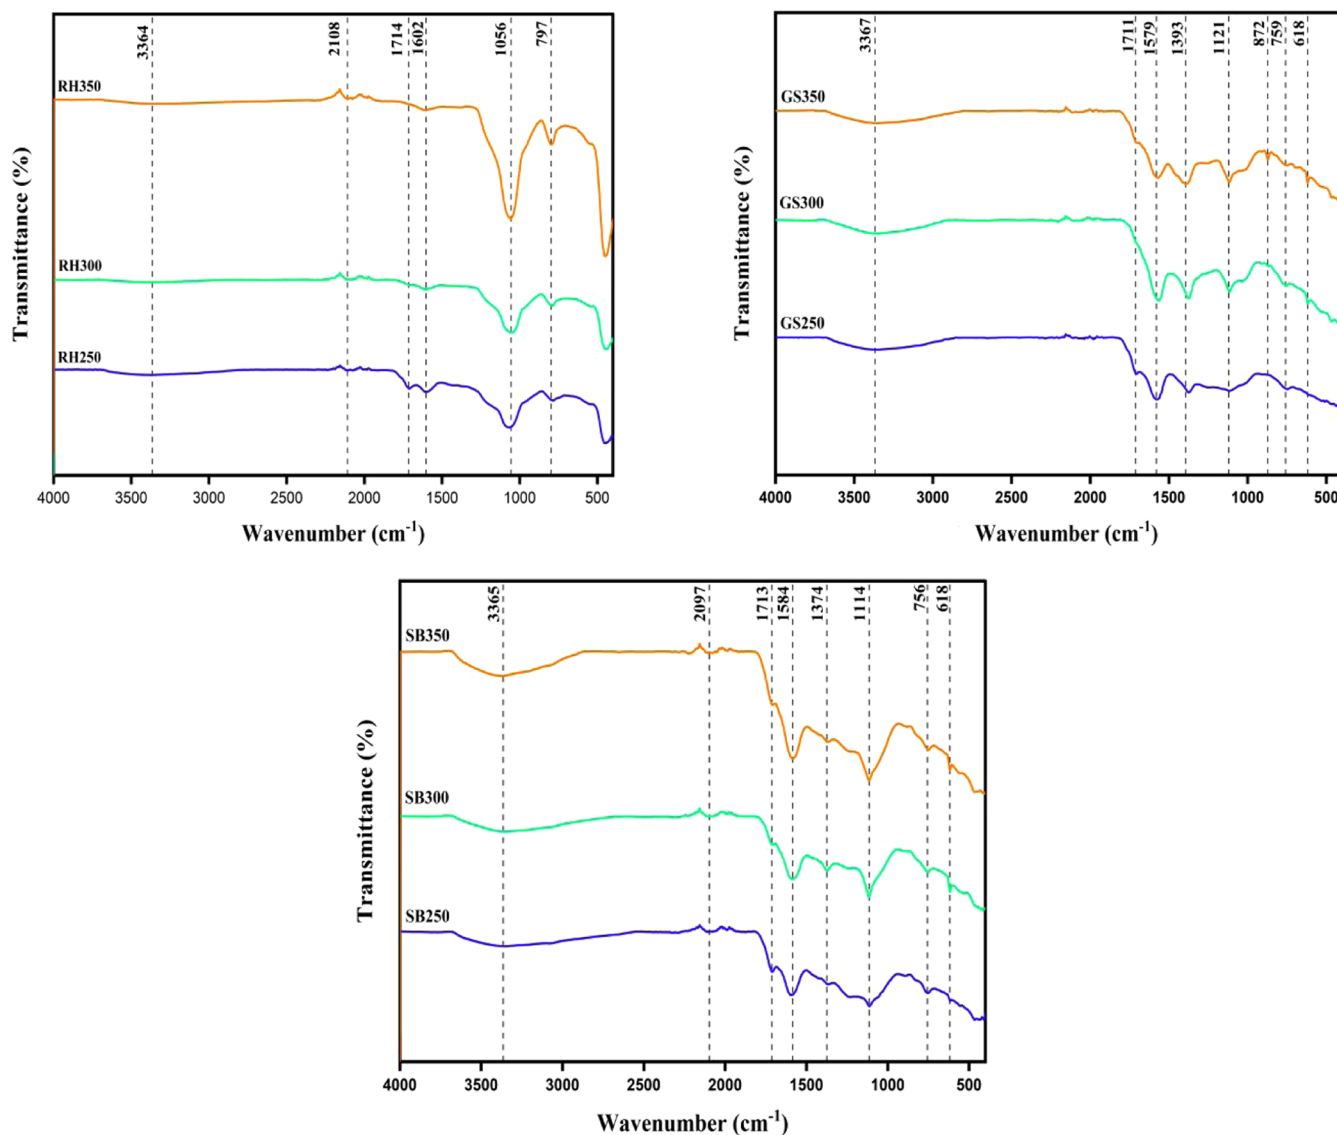 3364 2108 1714 1602 1056 797
RH350
RH300
RH250
Transmittance (%)
4000 3500 3000 2500 2000 1500 1000 500
Wavenumber (cm-1)
3367 1711 1579 1393 1121 872 759 618
GS350
GS300
GS250
Transmittance (%)
4000 3500 3000 2500 2000 1500 1000 500
Wavenumber (cm-1)
3365 2097 1713 1584 1374 1114 756 618
SB350
SB300
SB250
Transmittance (%)
4000 3500 3000 2500 2000 1500 1000 500
Wavenumber (cm-1)